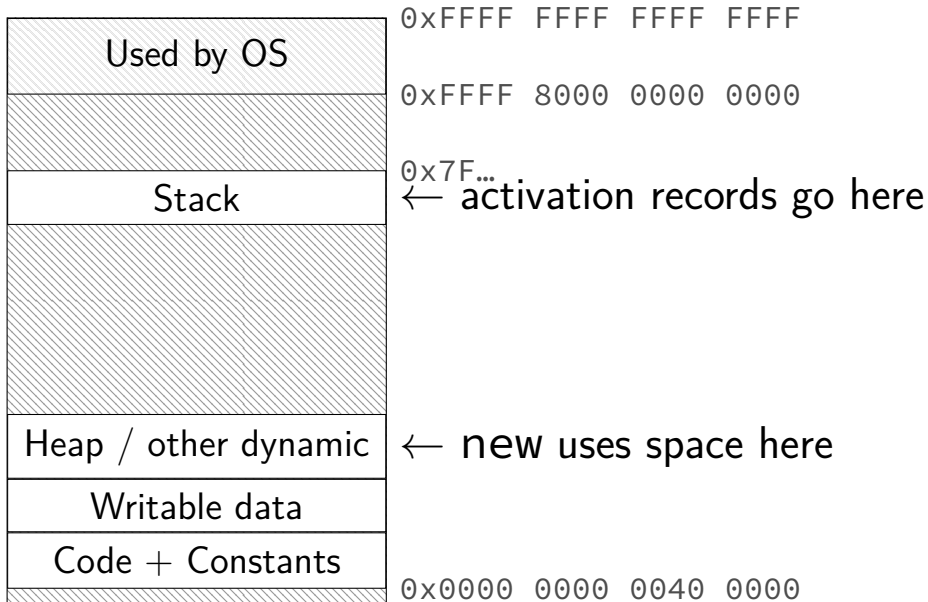 0xFFFF FFFF FFFF FFFF
Used by OS
0xFFFF 8000 0000 0000
0x7F…
Stack
← activation records go here
Heap / other dynamic
← new uses space here
Writable data
Code + Constants
0x0000 0000 0040 0000